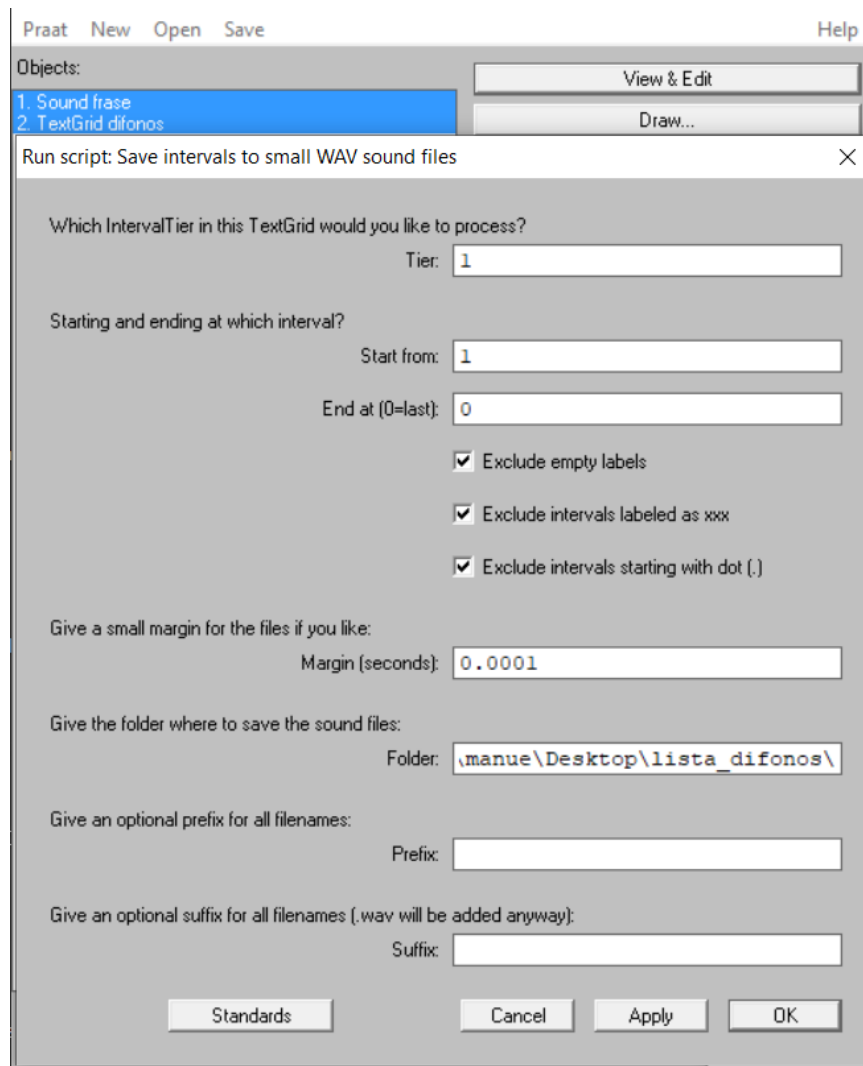 Praat New Open Save Help
Objects:
View & Edit
1. Sound frase
2. TextGrid difonos
Draw...
Run script: Save intervals to small WAV sound files
Which IntervalTier in this TextGrid would you like to process?
Tier: 1
Starting and ending at which interval?
Start from: 1
End at (0=last): 0
Exclude empty labels
Exclude intervals labeled as xxx
Exclude intervals starting with dot (.)
Give a small margin for the files if you like:
Margin (seconds): 0.0001
Give the folder where to save the sound files:
Folder: \manue\Desktop\lista_difonos\
Give an optional prefix for all filenames:
Prefix:
Give an optional suffix for all filenames (.wav will be added anyway):
Suffix:
Standards Cancel Apply OK